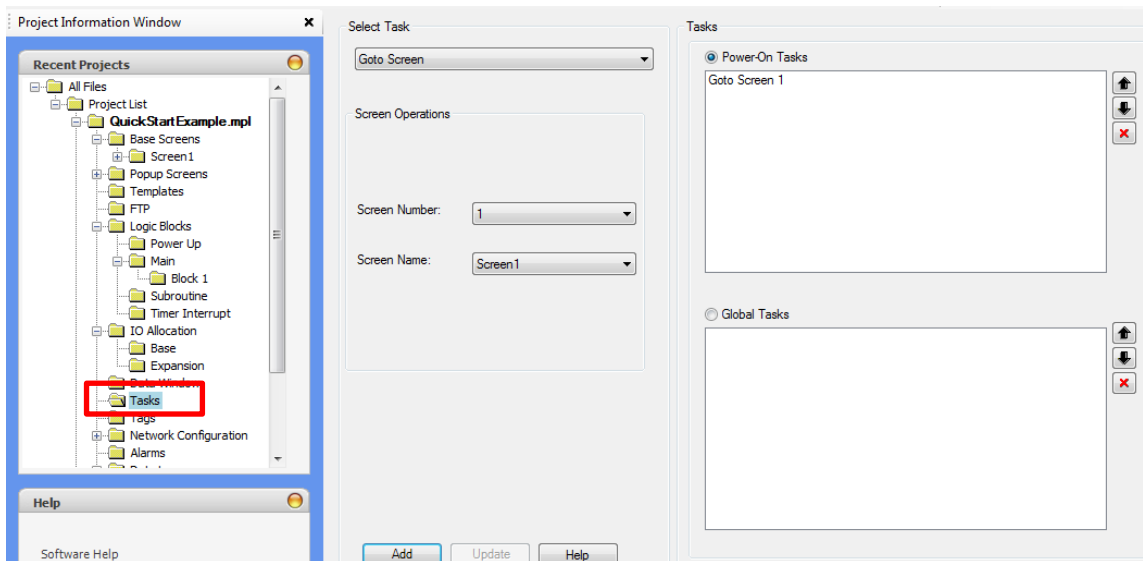 Project Information Window
Recent Projects
All Files
Project List
QuickStartExample.mpl
Base Screens
Screen1
Popup Screens
Templates
FTP
Logic Blocks
Power Up
Main
Block 1
Subroutine
Timer Interrupt
IO Allocation
Base
Expansion
Data Window
Tasks
Tags
Network Configuration
Alarms
Help
Software Help
Select Task
Goto Screen
Screen Operations
Screen Number:
1
Screen Name:
Screen1
Add
Update
Help
Tasks
Power-On Tasks
Goto Screen 1
Global Tasks